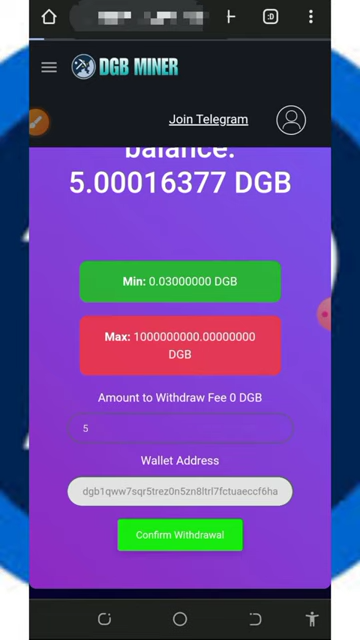 :D
DGB MINER
Join Telegram
balance:
5.00016377 DGB
Min: 0.03000000 DGB
Max: 1000000000.00000000
DGB
Amount to Withdraw Fee 0 DGB
5
Wallet Address
dgb1qww7sqr5trez0n5zn8ltrl7fctuaeccf6ha
Confirm Withdrawal